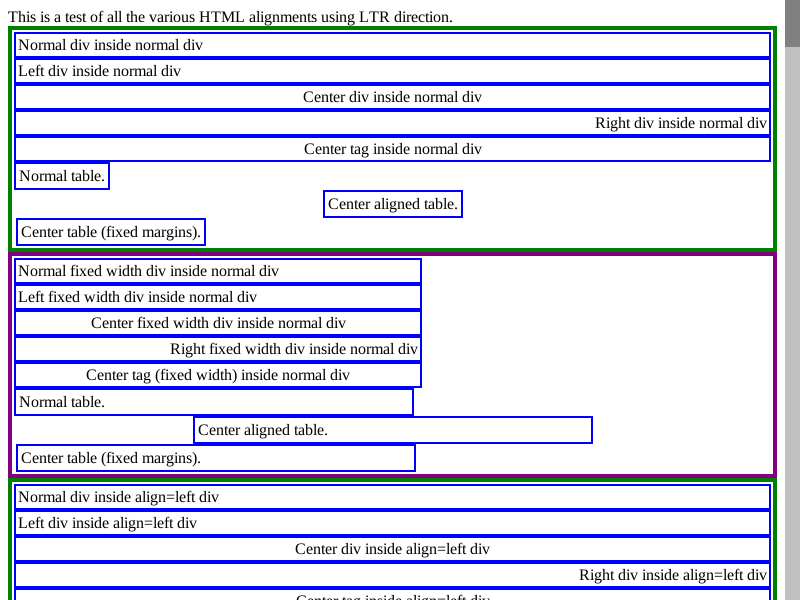 This is a test of all the various HTML alignments using LTR direction.
Normal div inside normal div
Left div inside normal div
Center div inside normal div
Right div inside normal div
Center tag inside normal div
Normal table.
Center aligned table.
Center table (fixed margins).
Normal fixed width div inside normal div
Left fixed width div inside normal div
Center fixed width div inside normal div
Right fixed width div inside normal div
Center tag (fixed width) inside normal div
Normal table.
Center aligned table.
Center table (fixed margins).
Normal div inside align=left div
Left div inside align=left div
Center div inside align=left div
Right div inside align=left div
Center tag inside align=left div